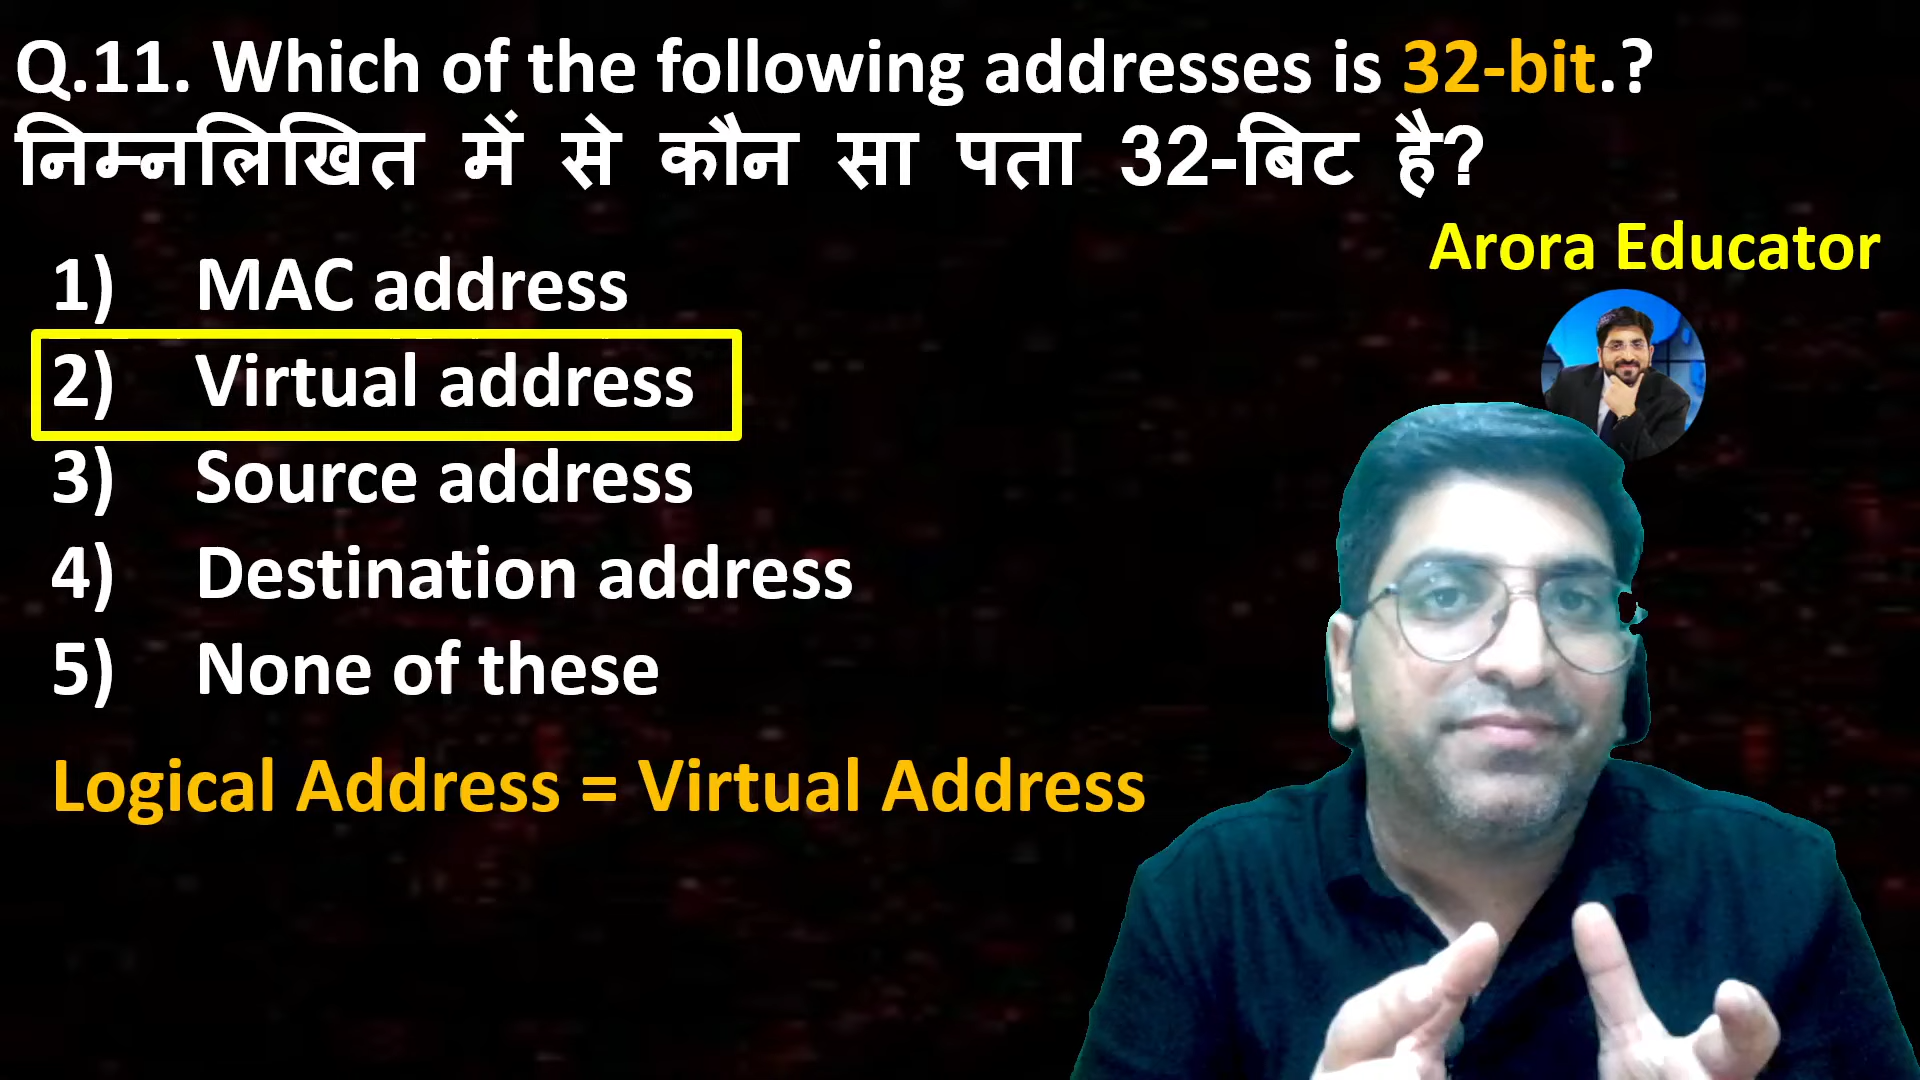 Q.11. Which of the following addresses is 32-bit.?
निम्नलिखित में से कौन सा पता 32-बिट है?
Arora Educator
1) MAC address
2) Virtual address
3) Source address
4) Destination address
5) None of these
Logical Address = Virtual Address